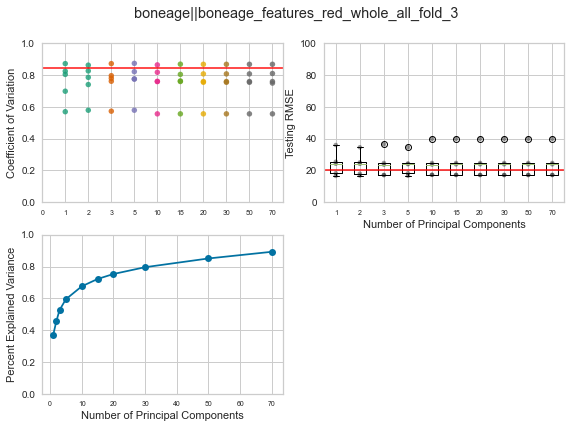 boneage||boneage_features_red_whole_all_fold_3
1.0
0.8
0.6
0.4
0.2
0.0
Coefficient of Variation
0 1 2 3 5 10 15 20 30 50 70
100
80
60
40
20
0
Testing RMSE
1 2 3 5 10 15 20 30 50 70
Number of Principal Components
1.0
0.8
0.6
0.4
0.2
0.0
Percent Explained Variance
0 10 20 30 40 50 60 70
Number of Principal Components